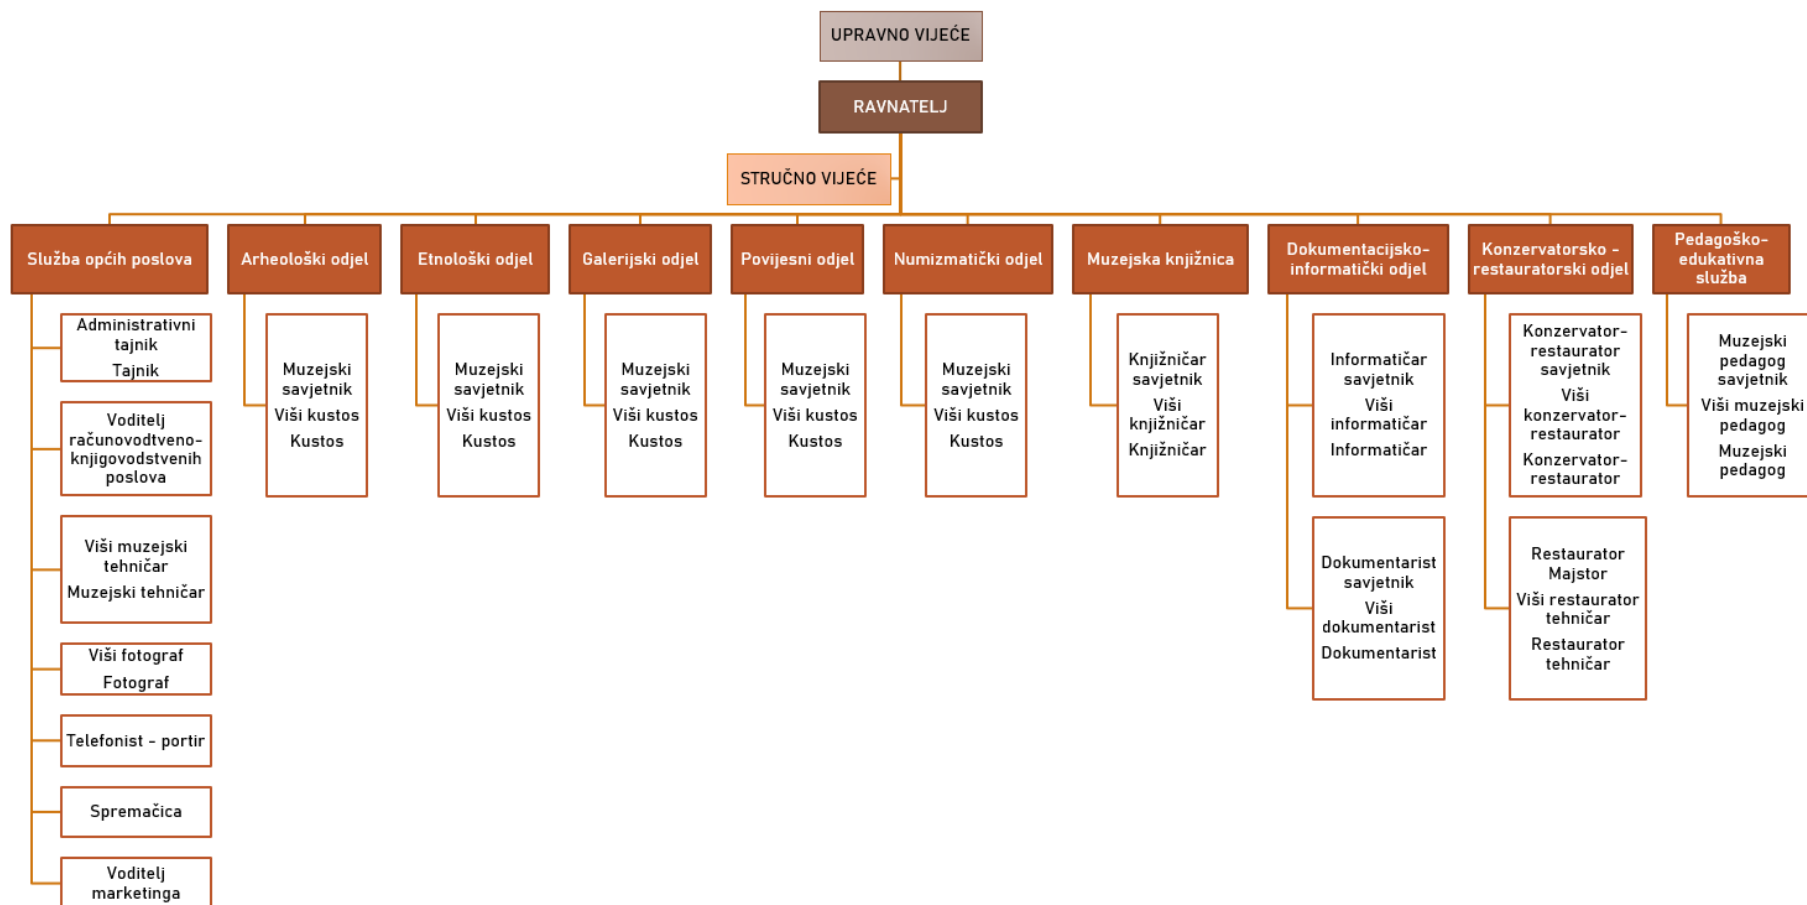 UPRAVNO VIJEĆE
RAVNATELJ
STRUČNO VIJEĆE
Služba općih poslova
Administrativni
tajnik
Tajnik
Voditelj
računovodtveno-
knjigovodstvenih
poslova
Viši muzejski
tehničar
Muzejski tehničar
Viši fotograf
Fotograf
Telefonist - portir
Spremačica
Voditelj
marketinga
Arheološki odjel
Muzejski
savjetnik
Viši kustos
Kustos
Etnološki odjel
Muzejski
savjetnik
Viši kustos
Kustos
Galerijski odjel
Muzejski
savjetnik
Viši kustos
Kustos
Povijesni odjel
Muzejski
savjetnik
Viši kustos
Kustos
Numizmatički odjel
Muzejski
savjetnik
Viši kustos
Kustos
Muzejska knjižnica
Knjižničar
savjetnik
Viši
knjižničar
Knjižničar
Dokumentacijsko-
informatički odjel
Informatičar
savjetnik
Viši
informatičar
Informatičar
Dokumentarist
savjetnik
Viši
dokumentarist
Dokumentarist
Konzervatorsko -
restauratorski odjel
Konzervator-
restaurator
savjetnik
Viši
konzervator-
restaurator
Konzervator-
restaurator
Restaurator
Majstor
Viši restaurator
tehničar
Restaurator
tehničar
Pedagoško-
edukativna
služba
Muzejski
pedagog
savjetnik
Viši muzejski
pedagog
Muzejski
pedagog